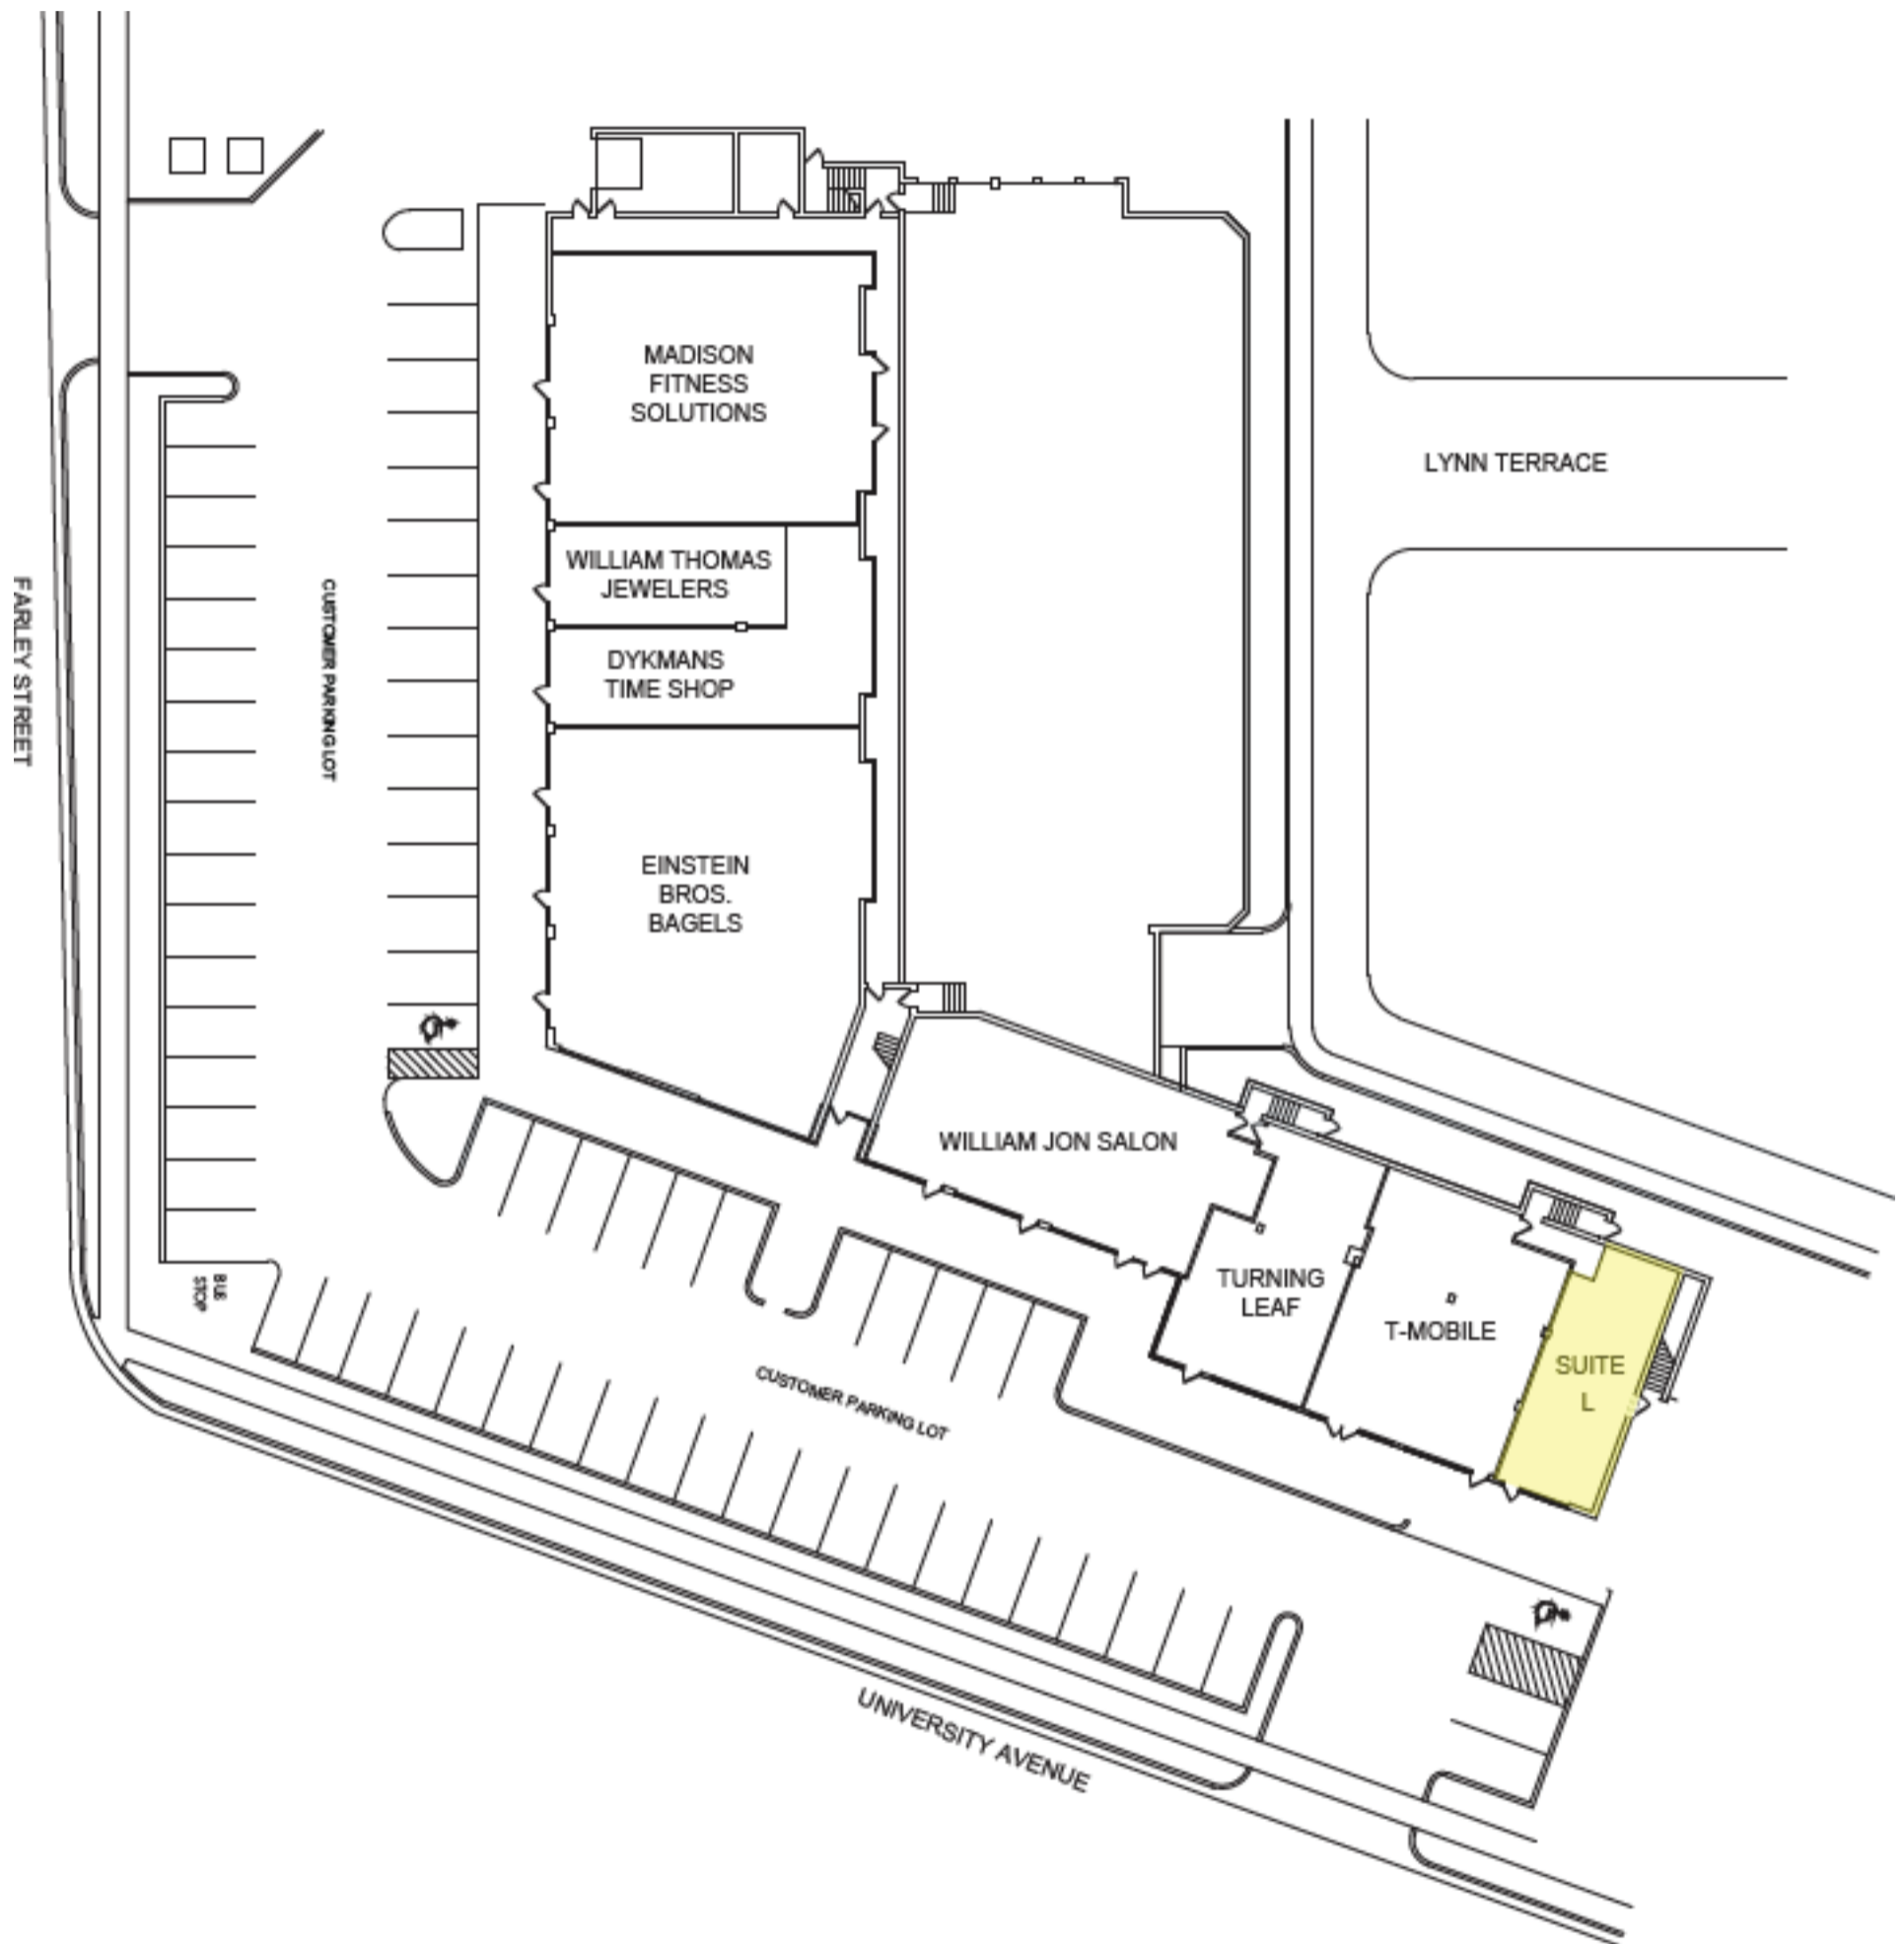 MADISON
FITNESS
SOLUTIONS
LYNN TERRACE
WILLIAM THOMAS
JEWELERS
DYKMANS
TIME SHOP
FARLEY STREET
CUSTOMER PARKING LOT
EINSTEIN
BROS.
BAGELS
WILLIAM JON SALON
TURNING
LEAF
T-MOBILE
SUITE
L
BUS
STOP
CUSTOMER PARKING LOT
UNIVERSITY AVENUE